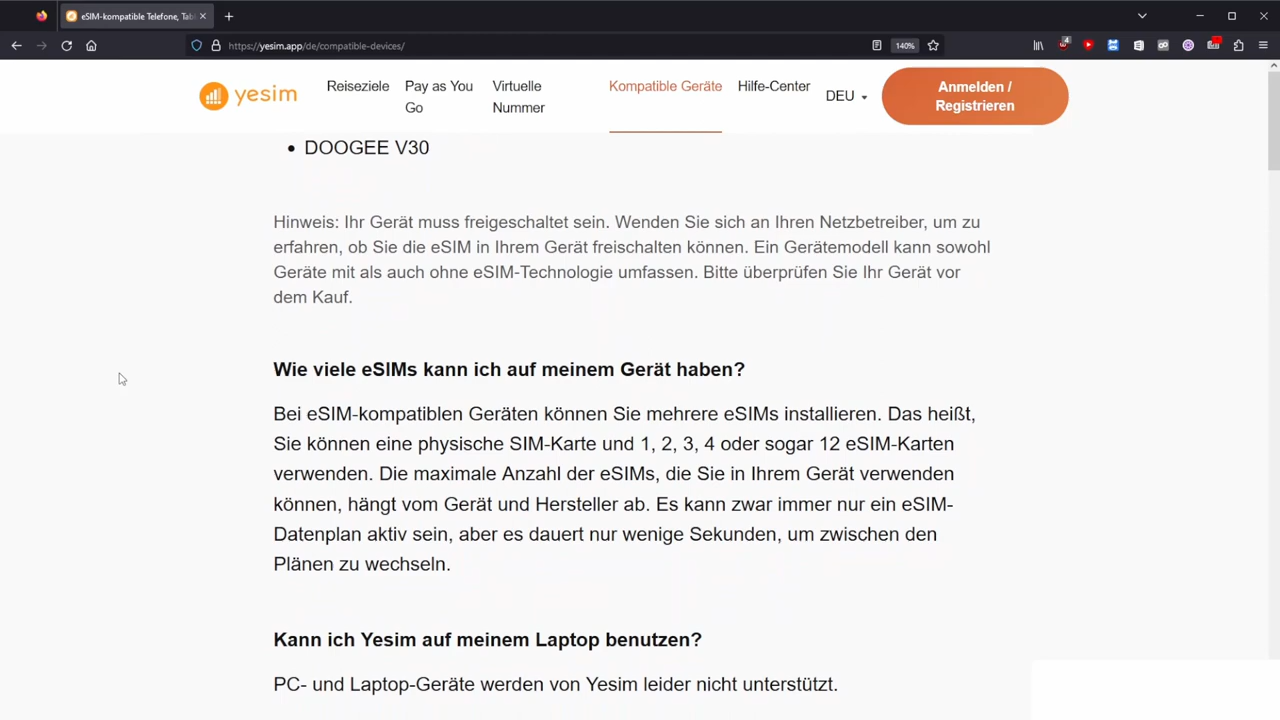 eSIM-kompatible Telefone, Tabl
https://yesim.app/de/compatible-devices/
140%
4
yesim
Reiseziele
Pay as You
Go
Virtuelle
Nummer
Kompatible Geräte
Hilfe-Center
DEU
Anmelden /
Registrieren
DOOGEE V30
Hinweis: Ihr Gerät muss freigeschaltet sein. Wenden Sie sich an Ihren Netzbetreiber, um zu
erfahren, ob Sie die eSIM in Ihrem Gerät freischalten können. Ein Gerätemodell kann sowohl
Geräte mit als auch ohne eSIM-Technologie umfassen. Bitte überprüfen Sie Ihr Gerät vor
dem Kauf.
Wie viele eSIMs kann ich auf meinem Gerät haben?
Bei eSIM-kompatiblen Geräten können Sie mehrere eSIMs installieren. Das heißt,
Sie können eine physische SIM-Karte und 1, 2, 3, 4 oder sogar 12 eSIM-Karten
verwenden. Die maximale Anzahl der eSIMs, die Sie in Ihrem Gerät verwenden
können, hängt vom Gerät und Hersteller ab. Es kann zwar immer nur ein eSIM-
Datenplan aktiv sein, aber es dauert nur wenige Sekunden, um zwischen den
Plänen zu wechseln.
Kann ich Yesim auf meinem Laptop benutzen?
PC- und Laptop-Geräte werden von Yesim leider nicht unterstützt.